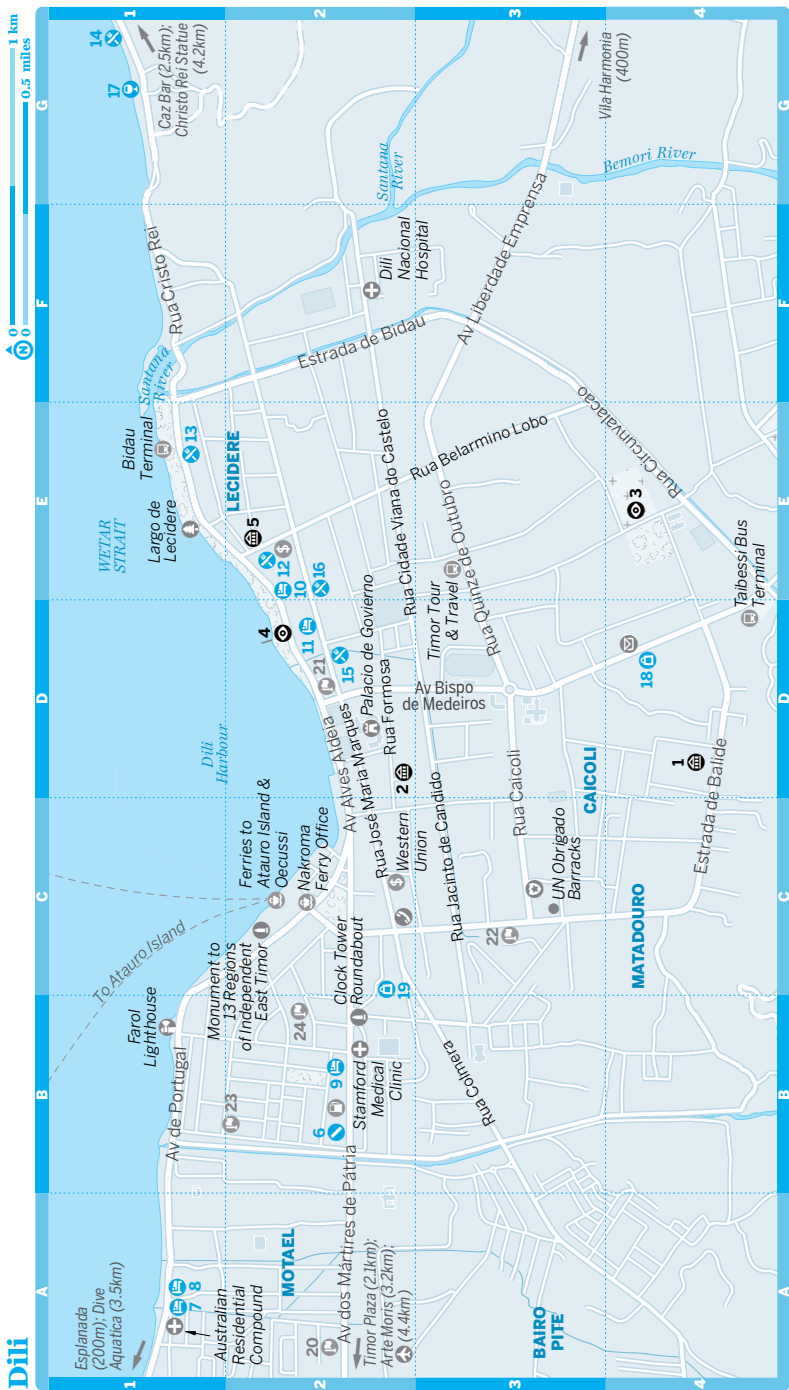 Dili
N
0
1 km
0
0.5 miles
A
B
C
D
E
F
G
1
2
3
4
A
B
C
D
E
F
G
1
2
3
4
Esplanada
(200m); Dive
Aquatica (3.5km)
7
8
Australian
Residential
Compound
MOTAEL
20
Av dos Mártires de Pátria
Timor Plaza (2.1km);
Arte Moris (3.2km);
(4.4km)
BAIRO
PITE
Av de Portugal
Farol
Lighthouse
23
24
6
9
Stamford
Medical
Clinic
Clock Tower
Roundabout
19
Rua Colmera
To Atauro Island
Monument to
13 Regions
of Independent
East Timor
Ferries to
Atauro Island &
Oecussi
Nakroma
Ferry Office
Dili
Harbour
Av Alves Aldeia
Rua José Maria Marques
Western
Union
2
Rua Formosa
Palacio de Govierno
Rua Jacinto de Candido
22
UN Obrigado
Barracks
Rua Caicoli
CAICOLI
MATADOURO
1
Estrada de Balide
Av Bispo
de Medeiros
21
15
11
4
10
12
16
5
LECIDERE
WETAR
STRAIT
Largo de
Lecidere
Bidau
Terminal
13
Santana
River
Rua Cristo Rei
Rua Cidade Viana do Castelo
Timor Tour
& Travel
Rua Quinze de Outubro
Rua Belarmino Lobo
18
Taibessi Bus
Terminal
3
Rua Circunvalacao
Estrada de Bidau
Av Liberdade Emprensa
Dili
Nacional
Hospital
Santana
River
Bemori River
Vila Harmonia
(400m)
17
14
Caz Bar (2.5km);
Christo Rei Statue
(4.2km)